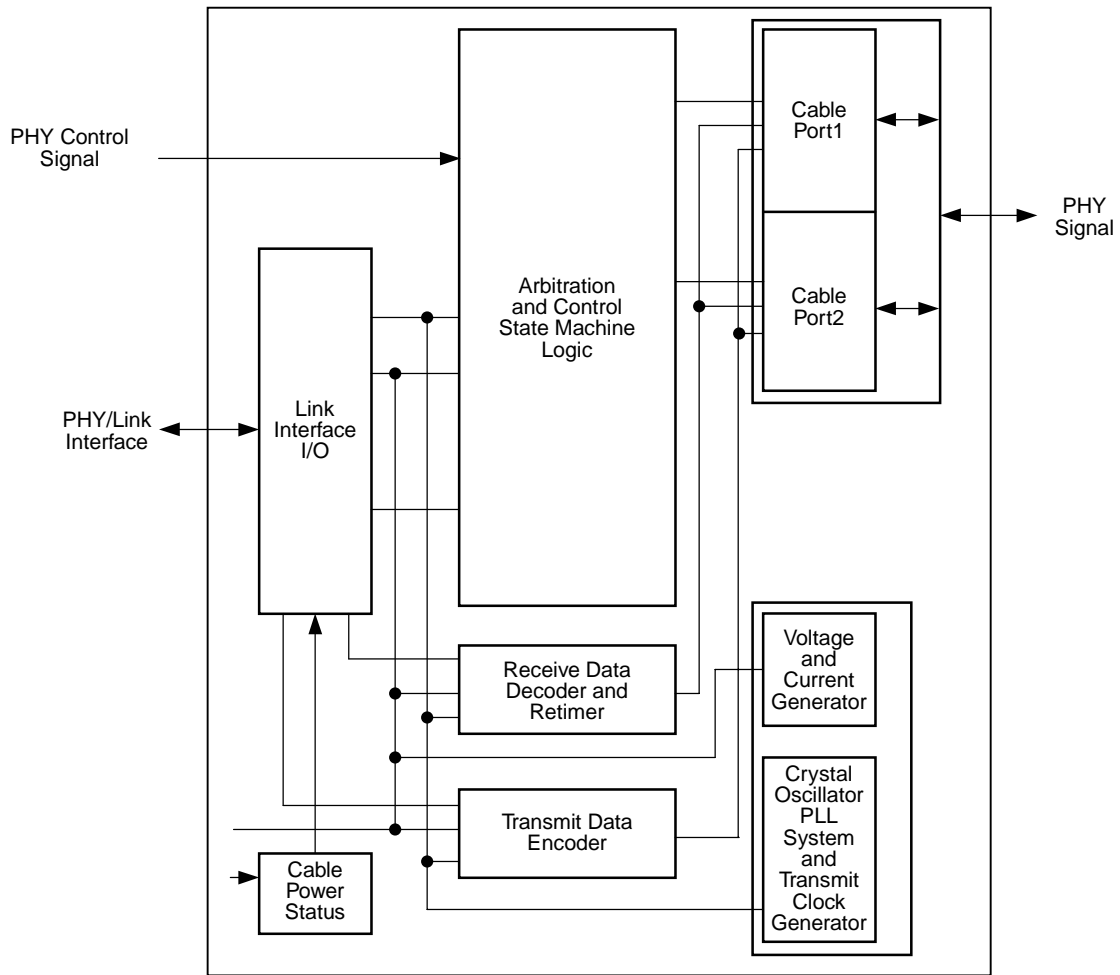 PHY Control
Signal
PHY/Link
Interface
Link
Interface
I/O
Cable
Power
Status
Arbitration
and Control
State Machine
Logic
Receive Data
Decoder and
Retimer
Transmit Data
Encoder
Cable
Port1
Cable
Port2
PHY
Signal
Voltage
and
Current
Generator
Crystal
Oscillator
PLL
System
and
Transmit
Clock
Generator